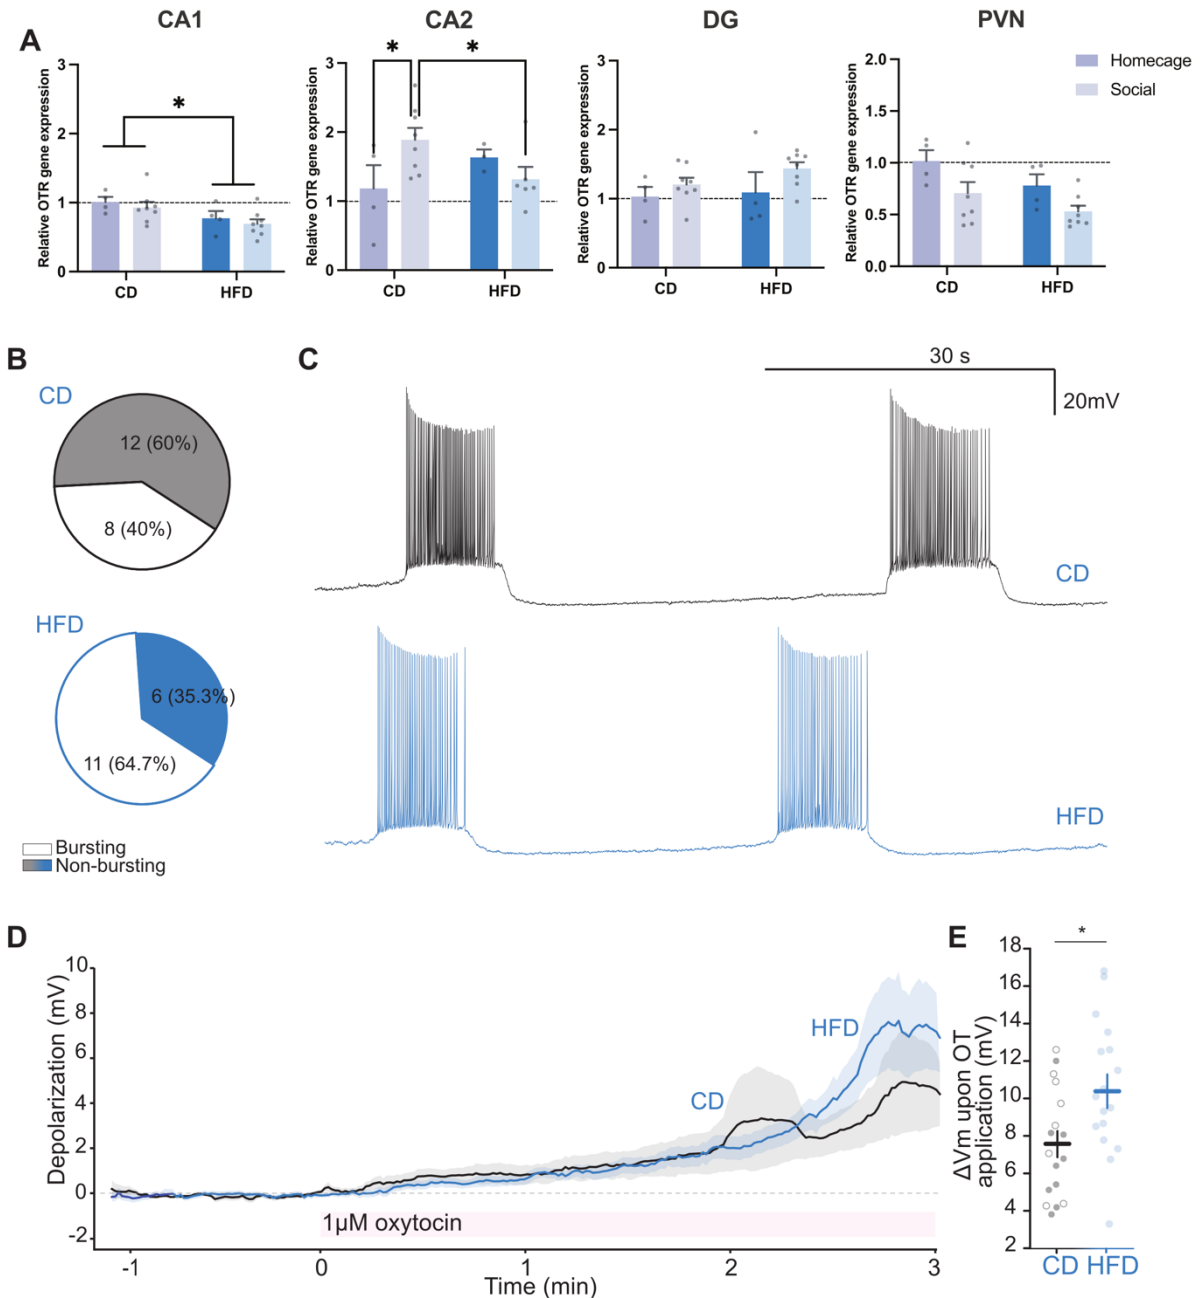 CA1
CA2
DG
PVN
A
Relative OTR gene expression
3
2
1
0
*
CD
HFD
Relative OTR gene expression
3
2
1
0
*
*
CD
HFD
Relative OTR gene expression
3
2
1
0
CD
HFD
Relative OTR gene expression
2.0
1.5
1.0
0.5
0.0
CD
HFD
Homecage
Social
B
CD
12 (60%)
8 (40%)
HFD
6 (35.3%)
11 (64.7%)
Bursting
Non-bursting
C
30 s
20mV
CD
HFD
D
Depolarization (mV)
10
8
6
4
2
0
-2
HFD
CD
1µM oxytocin
-1
0
1
2
3
Time (min)
E
ΔVm upon OT
application (mV)
*
18
16
14
12
10
8
6
4
2
CD
HFD